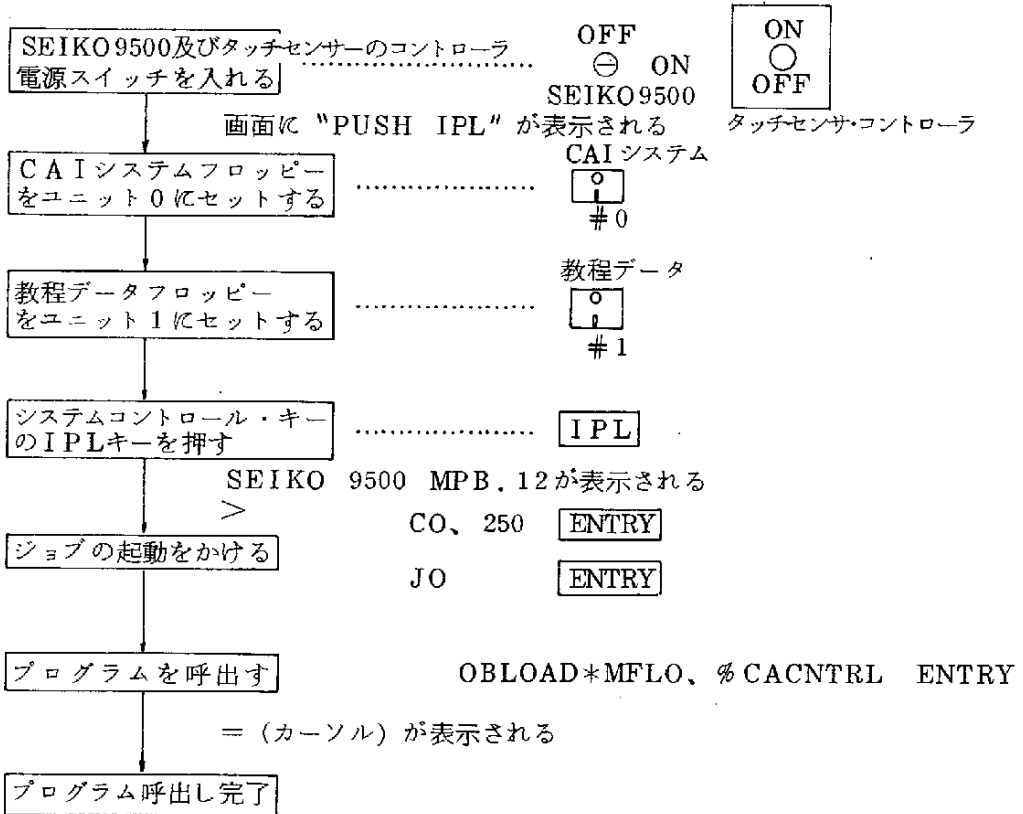 SEIKO9500及びタッチセンサーのコントローラ
電源スイッチを入れる
OFF
ON
SEIKO9500
ON
OFF
タッチセンサ・コントローラ
画面に "PUSH IPL" が表示される
CAIシステムフロッピー
をユニット0にセットする
CAIシステム
#0
教程データフロッピー
をユニット1にセットする
教程データ
#1
システムコントロール・キー
のIPLキーを押す
IPL
SEIKO 9500 MPB.12が表示される
>
CO、250 ENTRY
ジョブの起動をかける
JO ENTRY
プログラムを呼出す
OBLOAD*MFLO、%CACNTRL ENTRY
= (カーソル) が表示される
プログラム呼出し完了